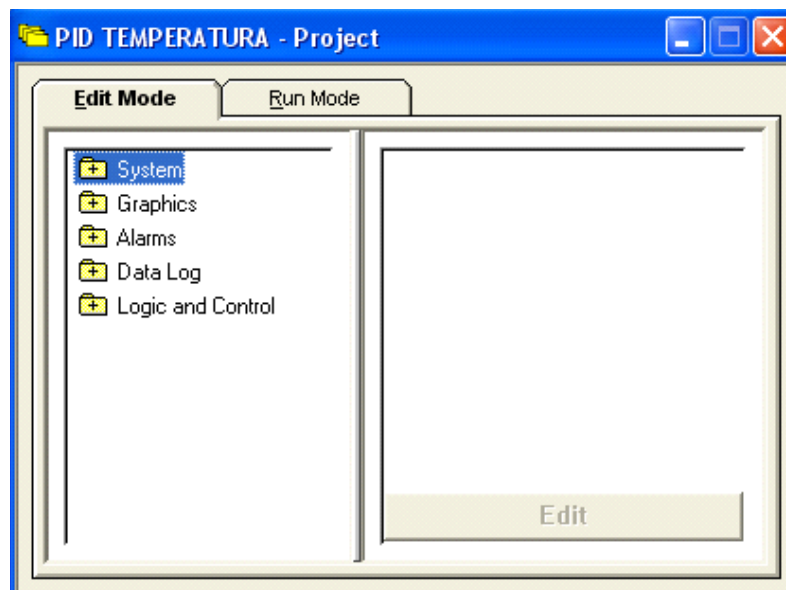 PID TEMPERATURA - Project
Edit Mode Run Mode
System
Graphics
Alarms
Data Log
Logic and Control
Edit